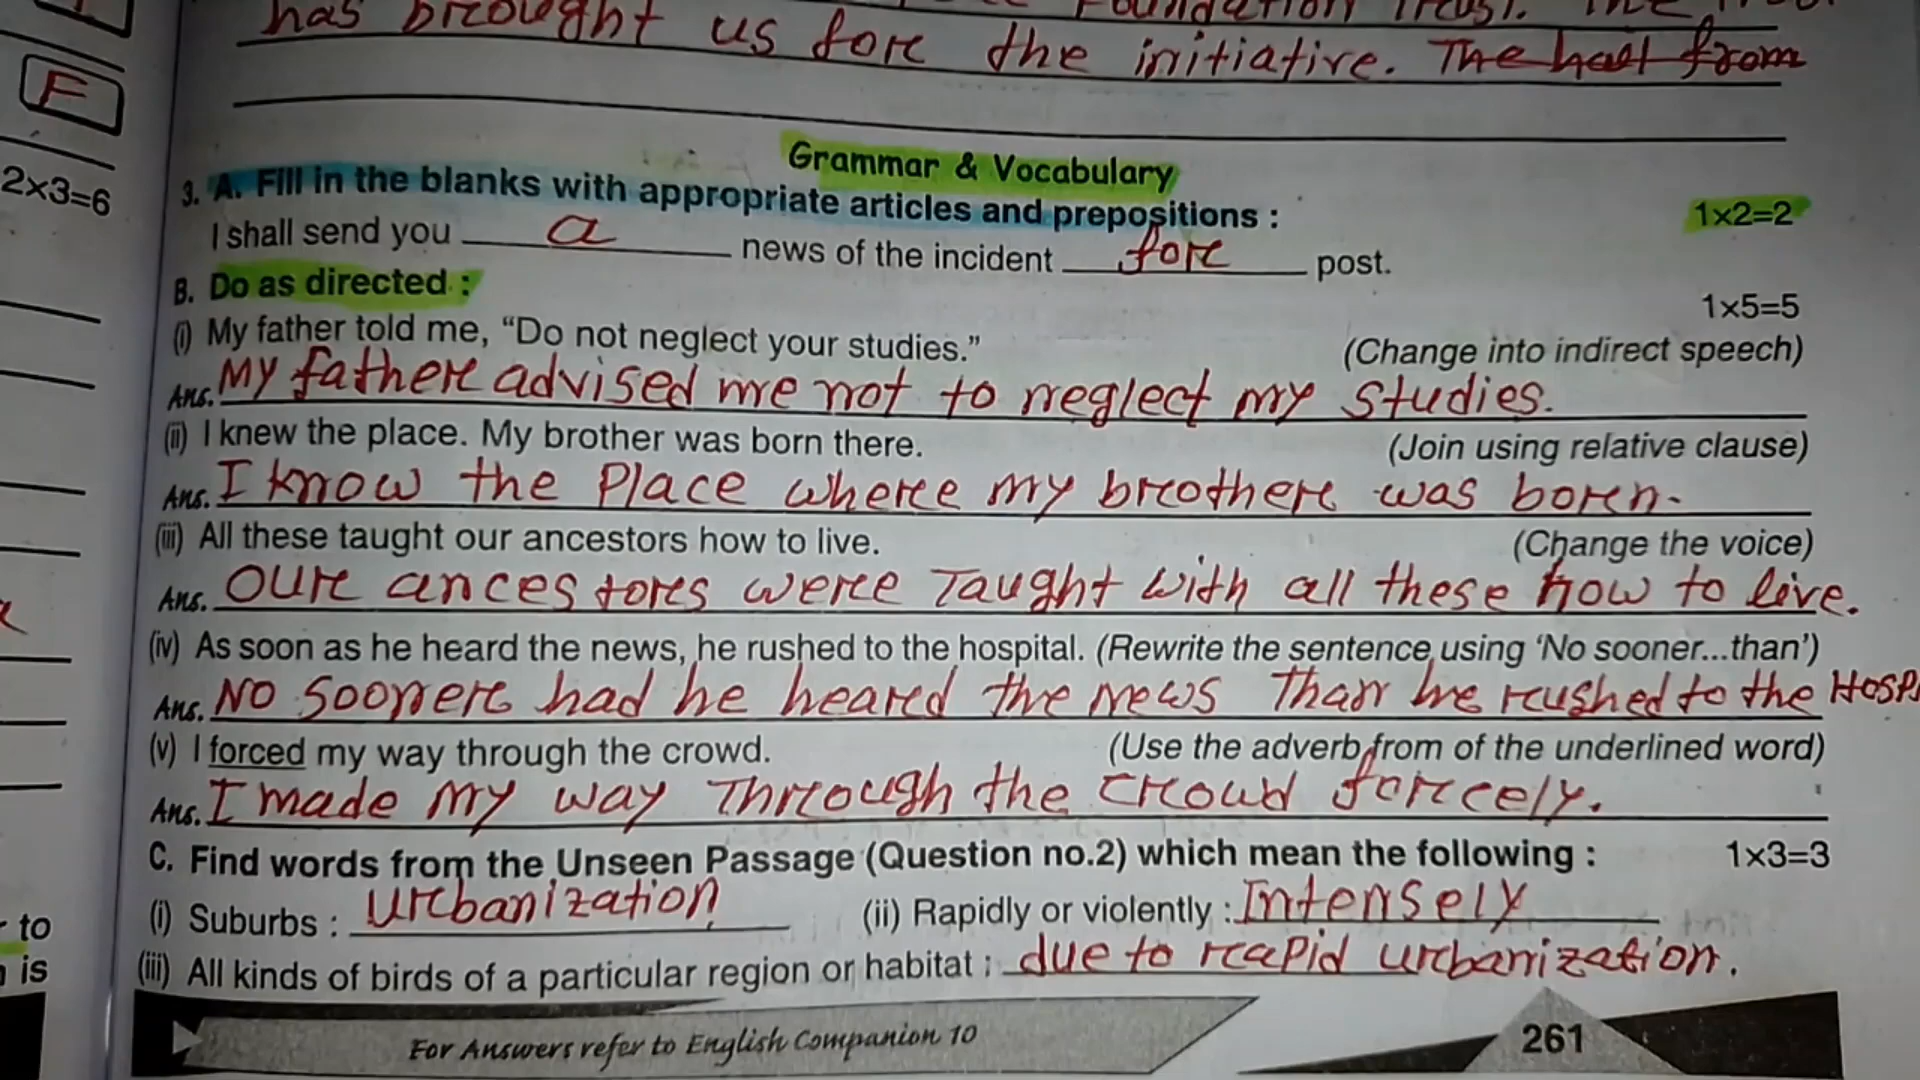 has brought us for the initiative. The hast from
F
2×3=6
Grammar & Vocabulary
3. A. Fill in the blanks with appropriate articles and prepositions : 1×2=2
I shall send you a news of the incident for post.
B. Do as directed : 1×5=5
(i) My father told me, “Do not neglect your studies.” (Change into indirect speech)
Ans. My father advised me not to neglect my studies.
(ii) I knew the place. My brother was born there. (Join using relative clause)
Ans. I know the Place where my brother was born.
(iii) All these taught our ancestors how to live. (Change the voice)
Ans. Our ancestors were Taught with all these how to live.
(iv) As soon as he heard the news, he rushed to the hospital. (Rewrite the sentence using ‘No sooner...than’)
Ans. No sooner had he heard the news Than he rushed to the Hosp
(v) I forced my way through the crowd. (Use the adverb from of the underlined word)
Ans. I made my way Through the crowd forcely.
C. Find words from the Unseen Passage (Question no.2) which mean the following : 1×3=3
(i) Suburbs : urbanization (ii) Rapidly or violently : Intensely
(iii) All kinds of birds of a particular region or habitat : due to rapid urbanization.
to
is
For Answers refer to English Companion 10
261